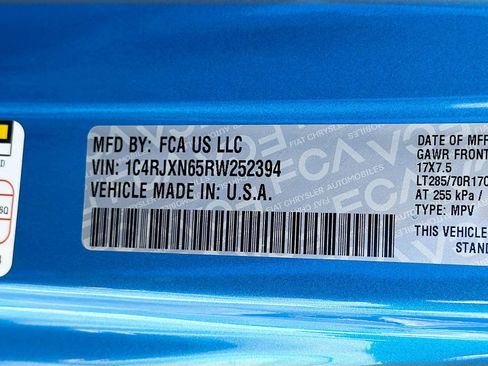 MFD BY: FCA US LLC
VIN: 1C4RJXN65RW252394
VEHICLE MADE IN: U.S.A.
DATE OF MFR
GAWR FRONT
17X7.5
LT285/70R17C
AT 255 kPa /
TYPE: MPV
THIS VEHICLE
STAND